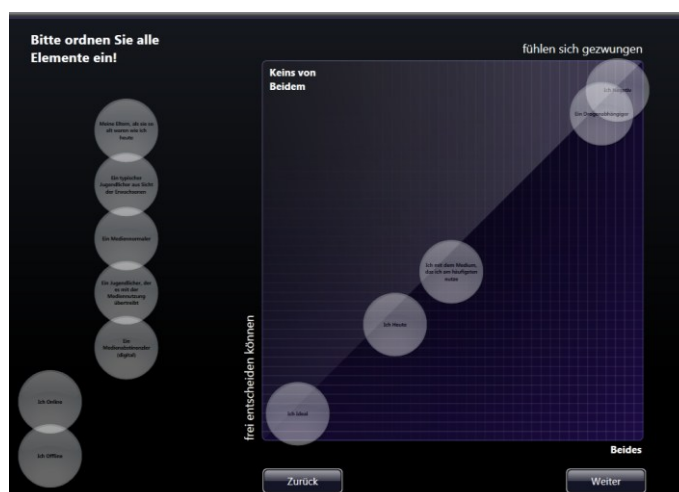 Bitte ordnen Sie alle
Elemente ein!
fühlen sich gezwungen
Keins von
Beidem
Meine Eltern, als sie so
alt waren wie ich
heute
Ein typischer
Jugendlicher aus Sicht
der Erwachsenen
Ein Mediennormaler
Ein Jugendlicher, der
es mit der
Mediennutzung
übertreibt
Ein
(digital)
Ich Online
Ich Offline
Ich
Ein Drogenabhängiger
Ich mit dem Medium,
das ich am häufigsten
nutze
Ich Heute
Ich Ideal
frei entscheiden können
Beides
Zurück
Weiter